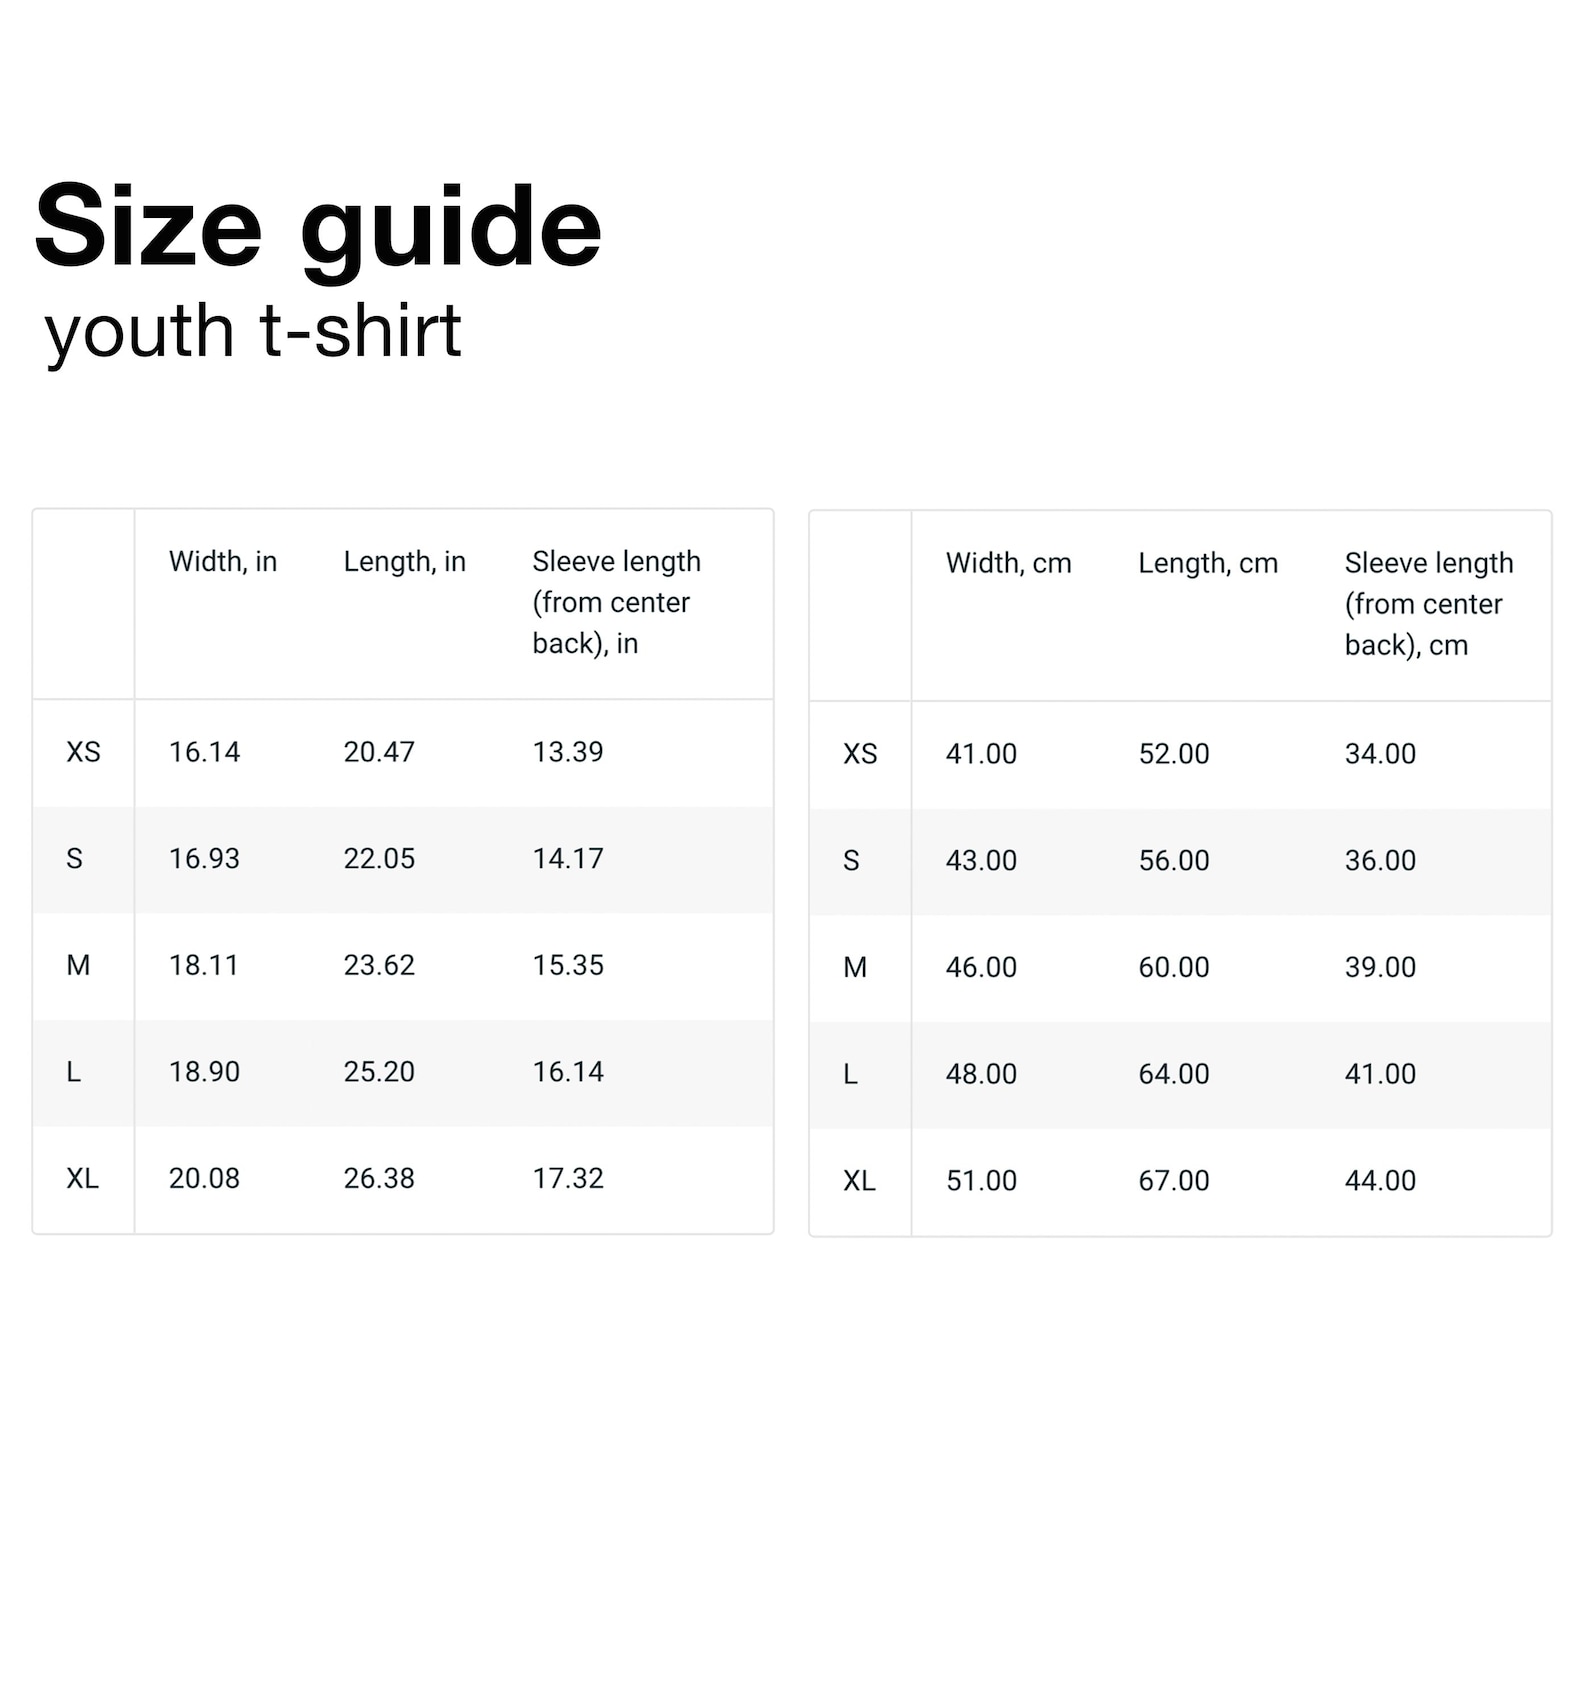 Size guide
youth t-shirt
Width, in Length, in Sleeve length
(from center
back), in
XS 16.14 20.47 13.39
S 16.93 22.05 14.17
M 18.11 23.62 15.35
L 18.90 25.20 16.14
XL 20.08 26.38 17.32
Width, cm Length, cm Sleeve length
(from center
back), cm
XS 41.00 52.00 34.00
S 43.00 56.00 36.00
M 46.00 60.00 39.00
L 48.00 64.00 41.00
XL 51.00 67.00 44.00